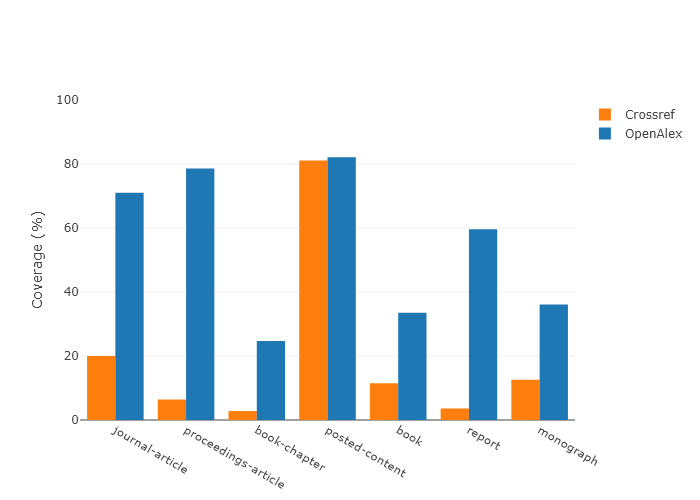 100
80
60
40
20
0
Coverage (%)
journal-article
proceedings-article
book-chapter
posted-content
book
report
monograph
Crossref
OpenAlex